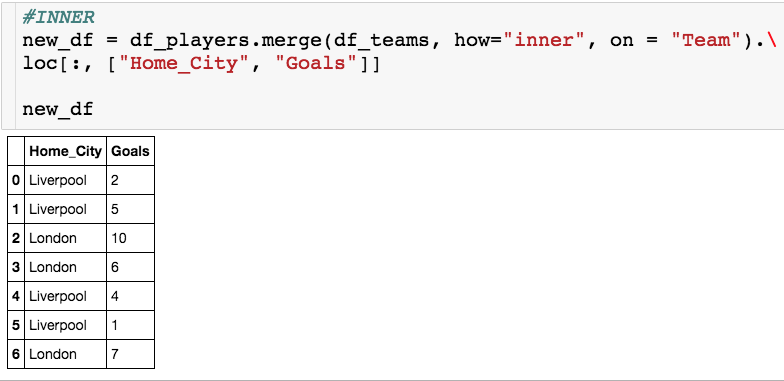 #INNER
new_df = df_players.merge(df_teams, how="inner", on = "Team").\
loc[:, ["Home_City", "Goals"]]
new_df
Home_City Goals
0 Liverpool 2
1 Liverpool 5
2 London 10
3 London 6
4 Liverpool 4
5 Liverpool 1
6 London 7